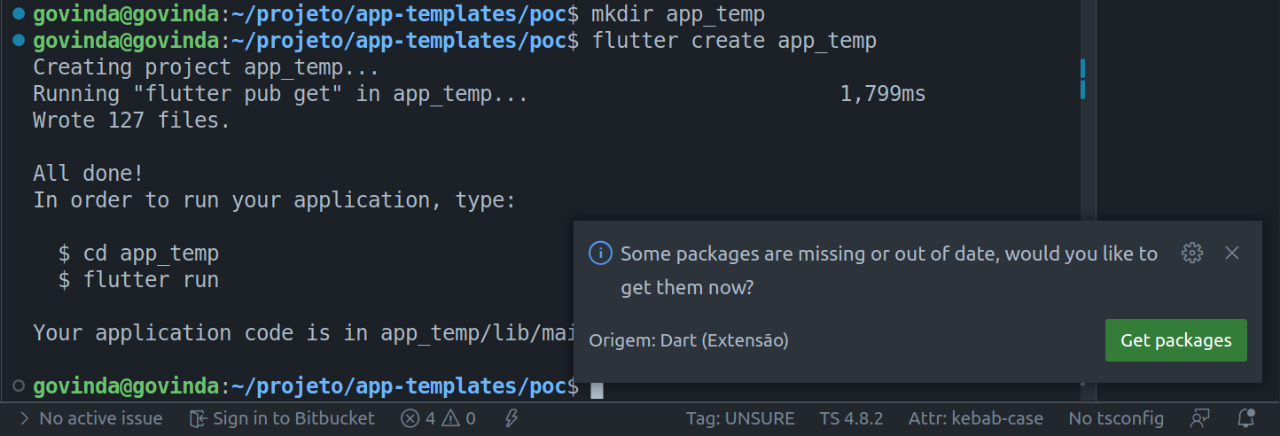 govinda@govinda:~/projeto/app-templates/poc$ mkdir app_temp
govinda@govinda:~/projeto/app-templates/poc$ flutter create app_temp
Creating project app_temp...
Running "flutter pub get" in app_temp... 1,799ms
Wrote 127 files.
All done!
In order to run your application, type:
$ cd app_temp
$ flutter run
Your application code is in app_temp/lib/mai
govinda@govinda:~/projeto/app-templates/poc$
Some packages are missing or out of date, would you like to
get them now?
Origem: Dart (Extensão)
Get packages
No active issue Sign in to Bitbucket 4 0 Tag: UNSURE TS 4.8.2 Attr: kebab-case No tsconfig